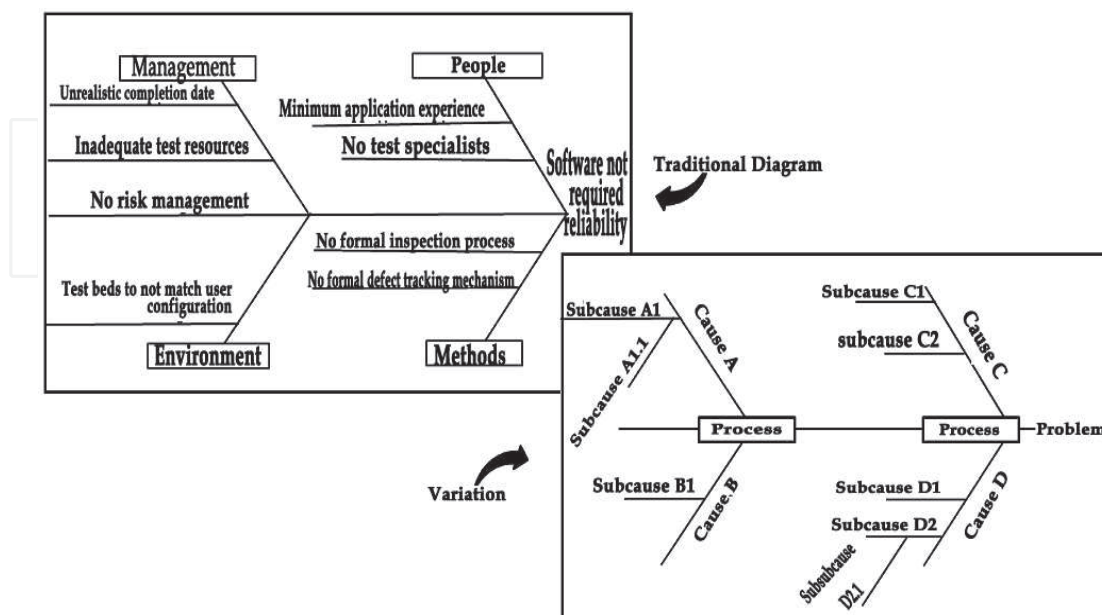 Management
Unrealistic completion date
Inadequate test resources
No risk management
People
Minimum application experience
No test specialists
Software not
required
reliability
Traditional Diagram
No formal inspection process
No formal defect tracking mechanism
Test beds to not match user
configuration
Environment
Methods
Variation
Subcause A1
Subcause A1.1
Cause A
Subcause C1
subcause C2
Cause C
Process
Process
Problem
Subcause B1
Cause. B
Subcause D1
Subcause D2
Cause D
Subsubcause
D2.1